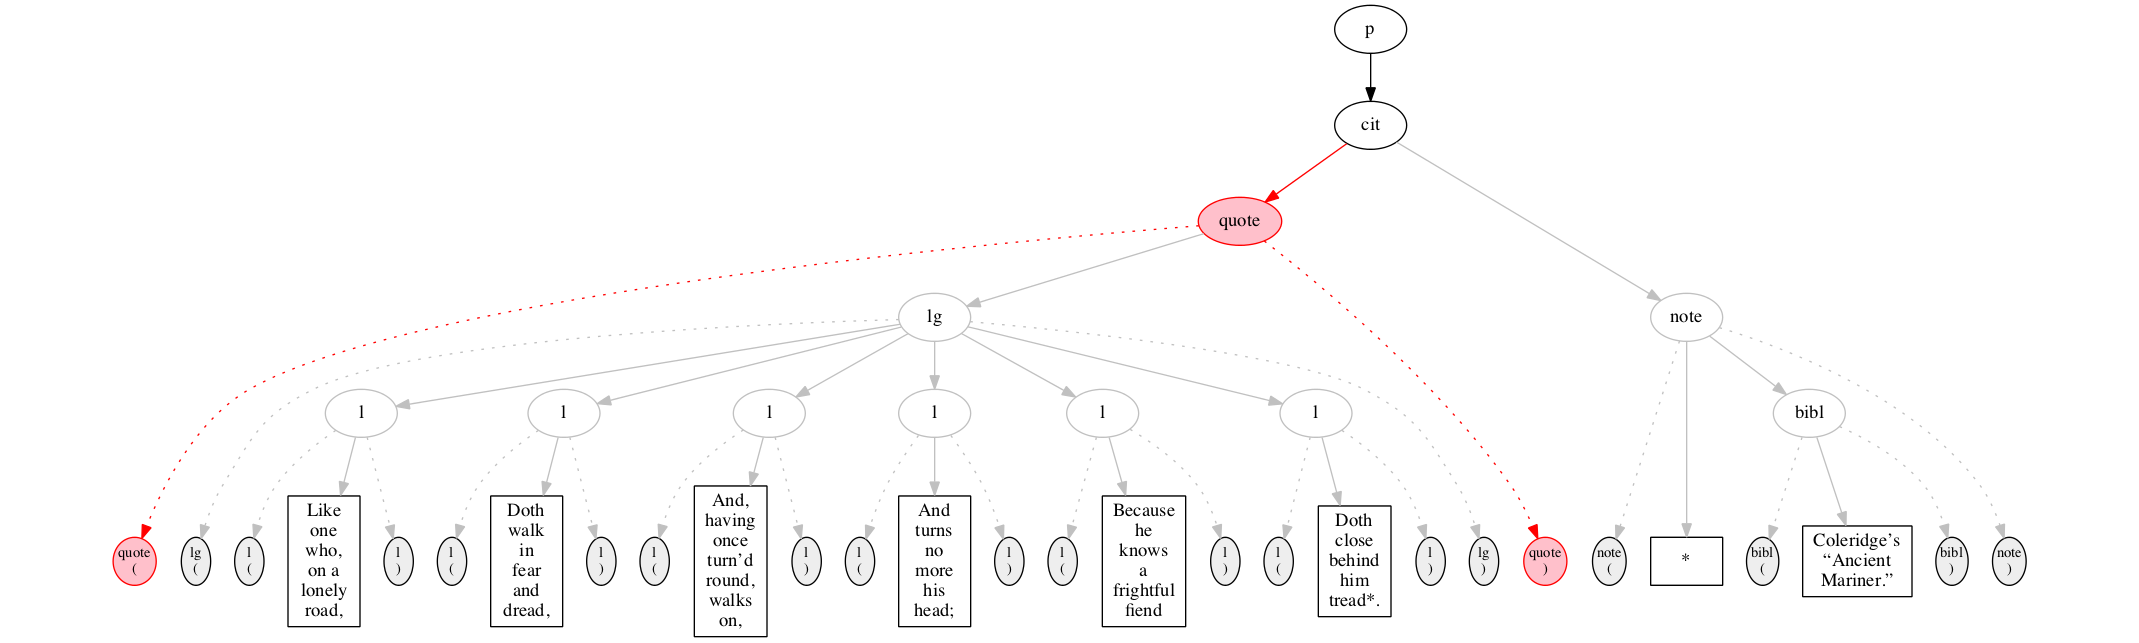 p
cit
quote
lg
note
l
l
l
l
l
l
bibl
quote
(
lg
(
l
(
Like
one
who,
on a
lonely
road,
l
)
l
(
Doth
walk
in
fear
and
dread,
l
)
l
(
And,
having
once
turn’d
round,
walks
on,
l
)
l
(
And
turns
no
more
his
head;
l
)
l
(
Because
he
knows
a
frightful
fiend
l
)
l
(
Doth
close
behind
him
tread*.
l
)
lg
)
quote
)
note
(
*
bibl
(
Coleridge’s
“Ancient
Mariner.”
bibl
)
note
)